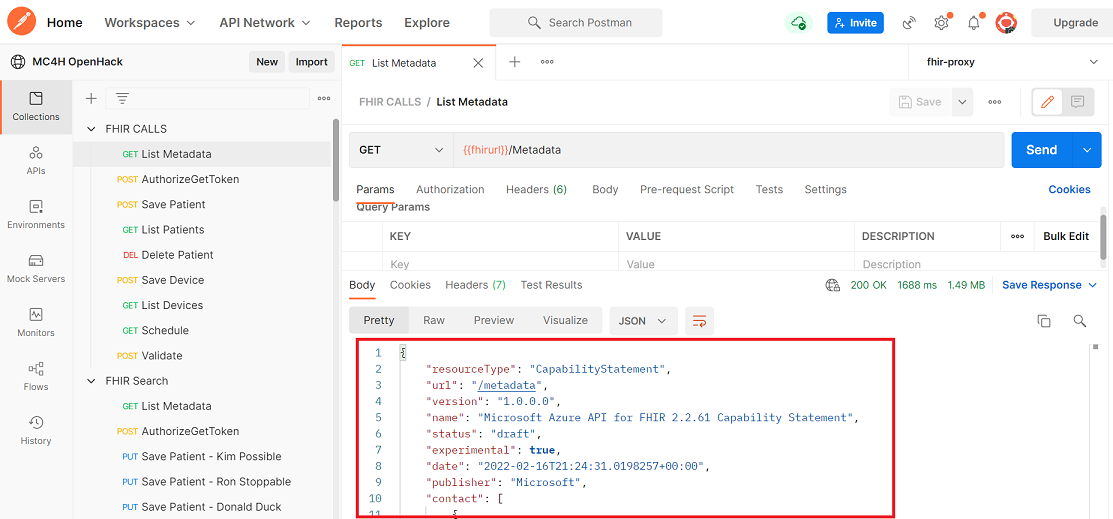 Home Workspaces API Network Reports Explore Search Postman Invite Upgrade
MC4H OpenHack New Import GET List Metadata fhir-proxy
Collections
APIs
Environments
Mock Servers
Monitors
Flows
History
FHIR CALLS
GET List Metadata
POST AuthorizeGetToken
POST Save Patient
GET List Patients
DEL Delete Patient
POST Save Device
GET List Devices
GET Schedule
POST Validate
FHIR Search
GET List Metadata
POST AuthorizeGetToken
PUT Save Patient - Kim Possible
PUT Save Patient - Ron Stoppable
PUT Save Patient - Donald Duck
FHIR CALLS / List Metadata Save
GET {{fhirurl}}/Metadata Send
Params Authorization Headers (6) Body Pre-request Script Tests Settings Cookies
Query Params
KEY VALUE DESCRIPTION Bulk Edit
Key Value Description
Body Cookies Headers (7) Test Results 200 OK 1688 ms 1.49 MB Save Response
Pretty Raw Preview Visualize JSON
1 {
2 "resourceType": "CapabilityStatement",
3 "url": "/metadata",
4 "version": "1.0.0.0",
5 "name": "Microsoft Azure API for FHIR 2.2.61 Capability Statement",
6 "status": "draft",
7 "experimental": true,
8 "date": "2022-02-16T21:24:31.0198257+00:00",
9 "publisher": "Microsoft",
10 "contact": [
11 {